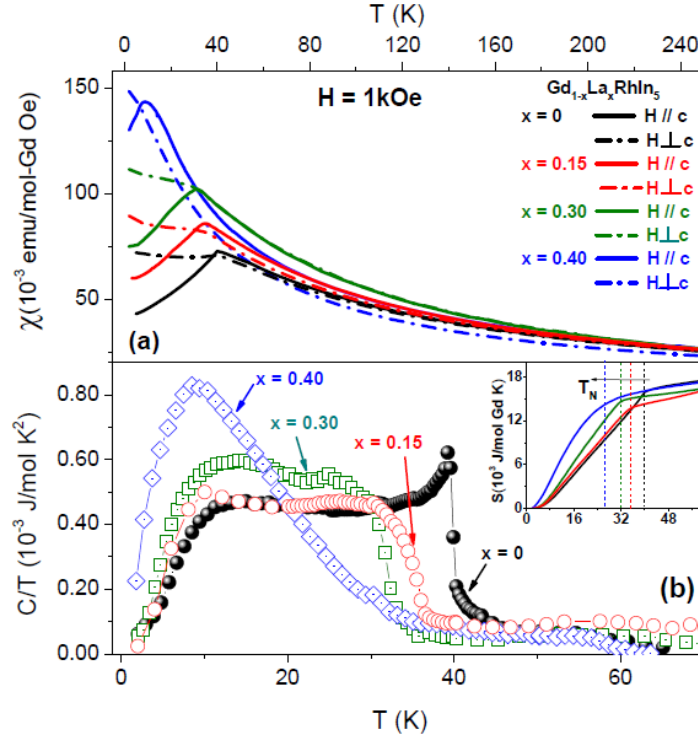 T (K)
0 40 80 120 160 200 240
H = 1kOe
Gd1-xLaxRhIn5
x = 0 H // c
H⊥c
x = 0.15 H // c
H⊥c
x = 0.30 H // c
H⊥c
x = 0.40 H // c
H⊥c
χ(10⁻³ emu/mol-Gd Oe)
150
100
50
(a)
C/T (10⁻³ J/mol K²)
0.80
0.60
0.40
0.20
0.00
x = 0.40
x = 0.30
x = 0.15
x = 0
(b)
S(10⁻³ J/mol Gd K)
18
12
6
0
TN
0 16 32 48
0 20 40 60
T (K)